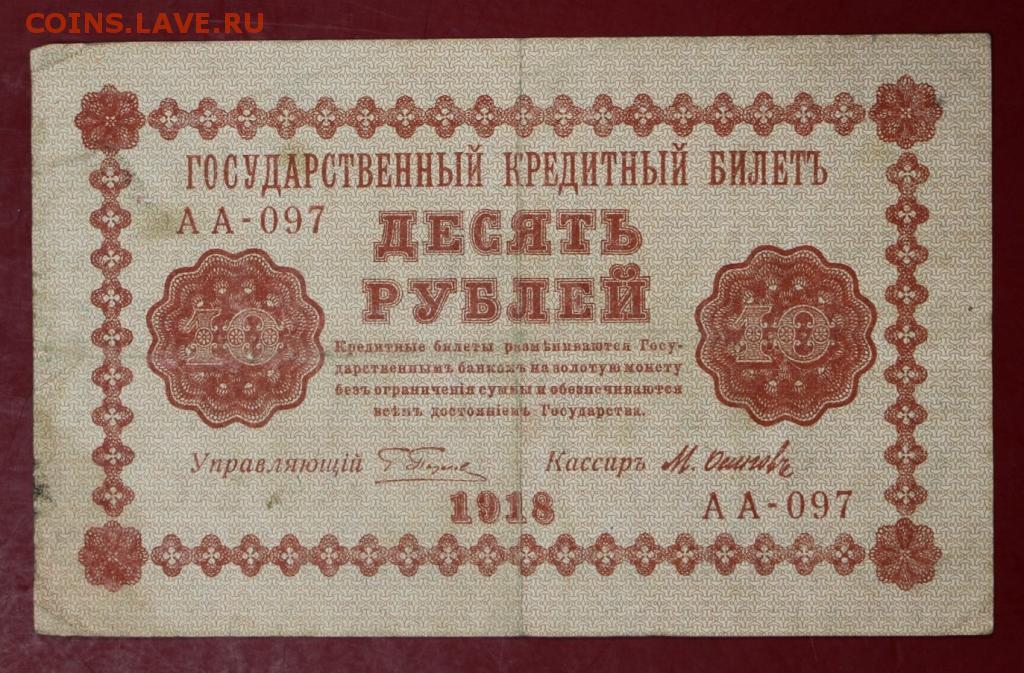 COINS.LAVE.RU
ГОСУДАРСТВЕННЫЙ КРЕДИТНЫЙ БИЛЕТЪ
АА-097
ДЕСЯТЬ
РУБЛЕЙ
10
10
Кредитные билеты размѣниваются Госу-
дарственнымъ банкомъ на золотую монету
безъ ограниченія суммы и обезпечиваются
всѣмъ достояніемъ Государства.
Управляющій
Кассиръ
1918
АА-097